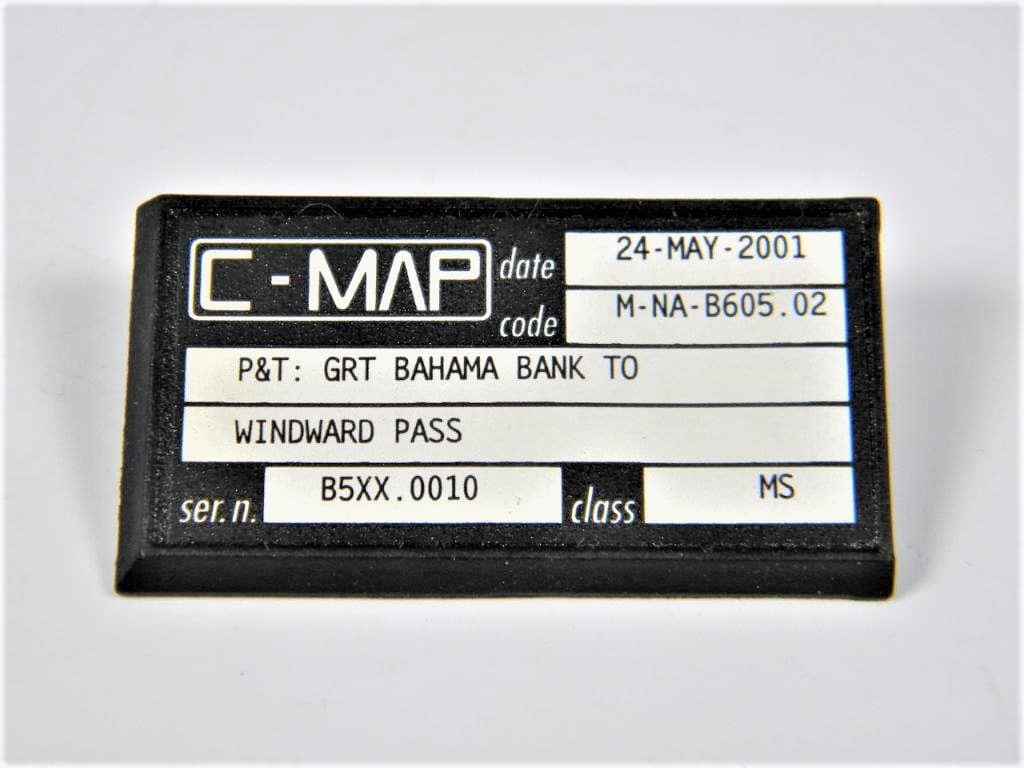 C-MAP
date 24-MAY-2001
code M-NA-B605.02
P&T: GRT BAHAMA BANK TO
WINDWARD PASS
ser.n. B5XX.0010 class MS